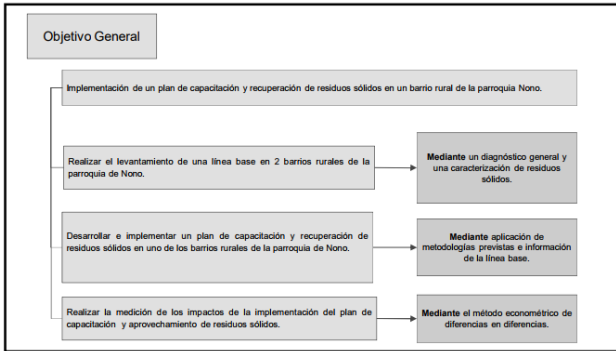 Objetivo General
Implementación de un plan de capacitación y recuperación de residuos sólidos en un barrio rural de la parroquia Nono.
Realizar el levantamiento de una línea base en 2 barrios rurales de la
parroquia de Nono.
Mediante un diagnóstico general y
una caracterización de residuos
sólidos.
Desarrollar e implementar un plan de capacitación y recuperación de
residuos sólidos en uno de los barrios rurales de la parroquia de Nono.
Mediante aplicación de
metodologías previstas e información
de la línea base.
Realizar la medición de los impactos de la implementación del plan de
capacitación y aprovechamiento de residuos sólidos.
Mediante el método econométrico de
diferencias en diferencias.